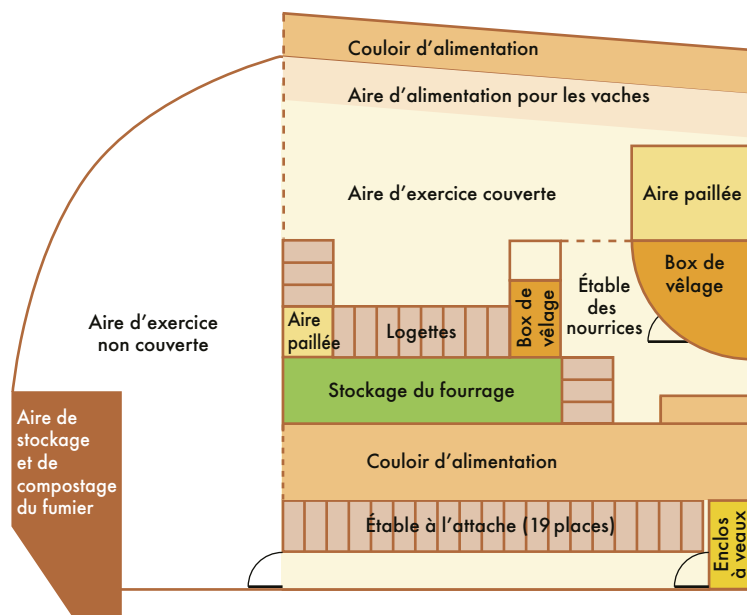 Couloir d’alimentation
Aire d’alimentation pour les vaches
Aire d’exercice couverte
Aire paillée
Box de
vêlage
Étable
des
nourrices
Box de
vêlage
Aire
paillée
Logettes
Aire d’exercice
non couverte
Stockage du fourrage
Aire de
stockage
et de
compostage
du fumier
Couloir d’alimentation
Étable à l’attache (19 places)
Enclos
à veaux